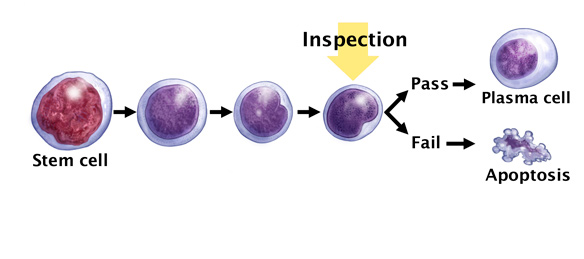 Inspection
Pass
Plasma cell
Stem cell
Fail
Apoptosis